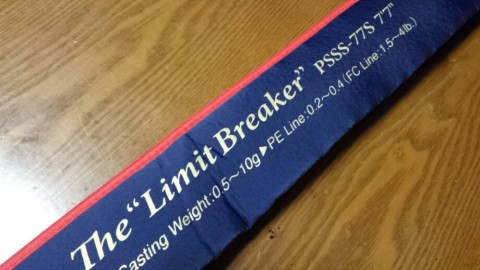 The “Limit Breaker” PSSS-77S 7'7"
Casting Weight:0.5~10g▶PE Line:0.2~0.4(FC Line:1.5~4lb.)